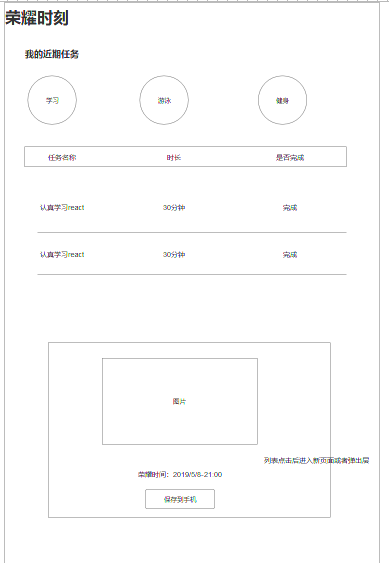 荣耀时刻
我的近期任务
学习 游泳 健身
任务名称 时长 是否完成
认真学习react 30分钟 完成
认真学习react 30分钟 完成
图片
列表点击后进入新页面或者弹出层
荣耀时间：2019/5/6-21:00
保存到手机